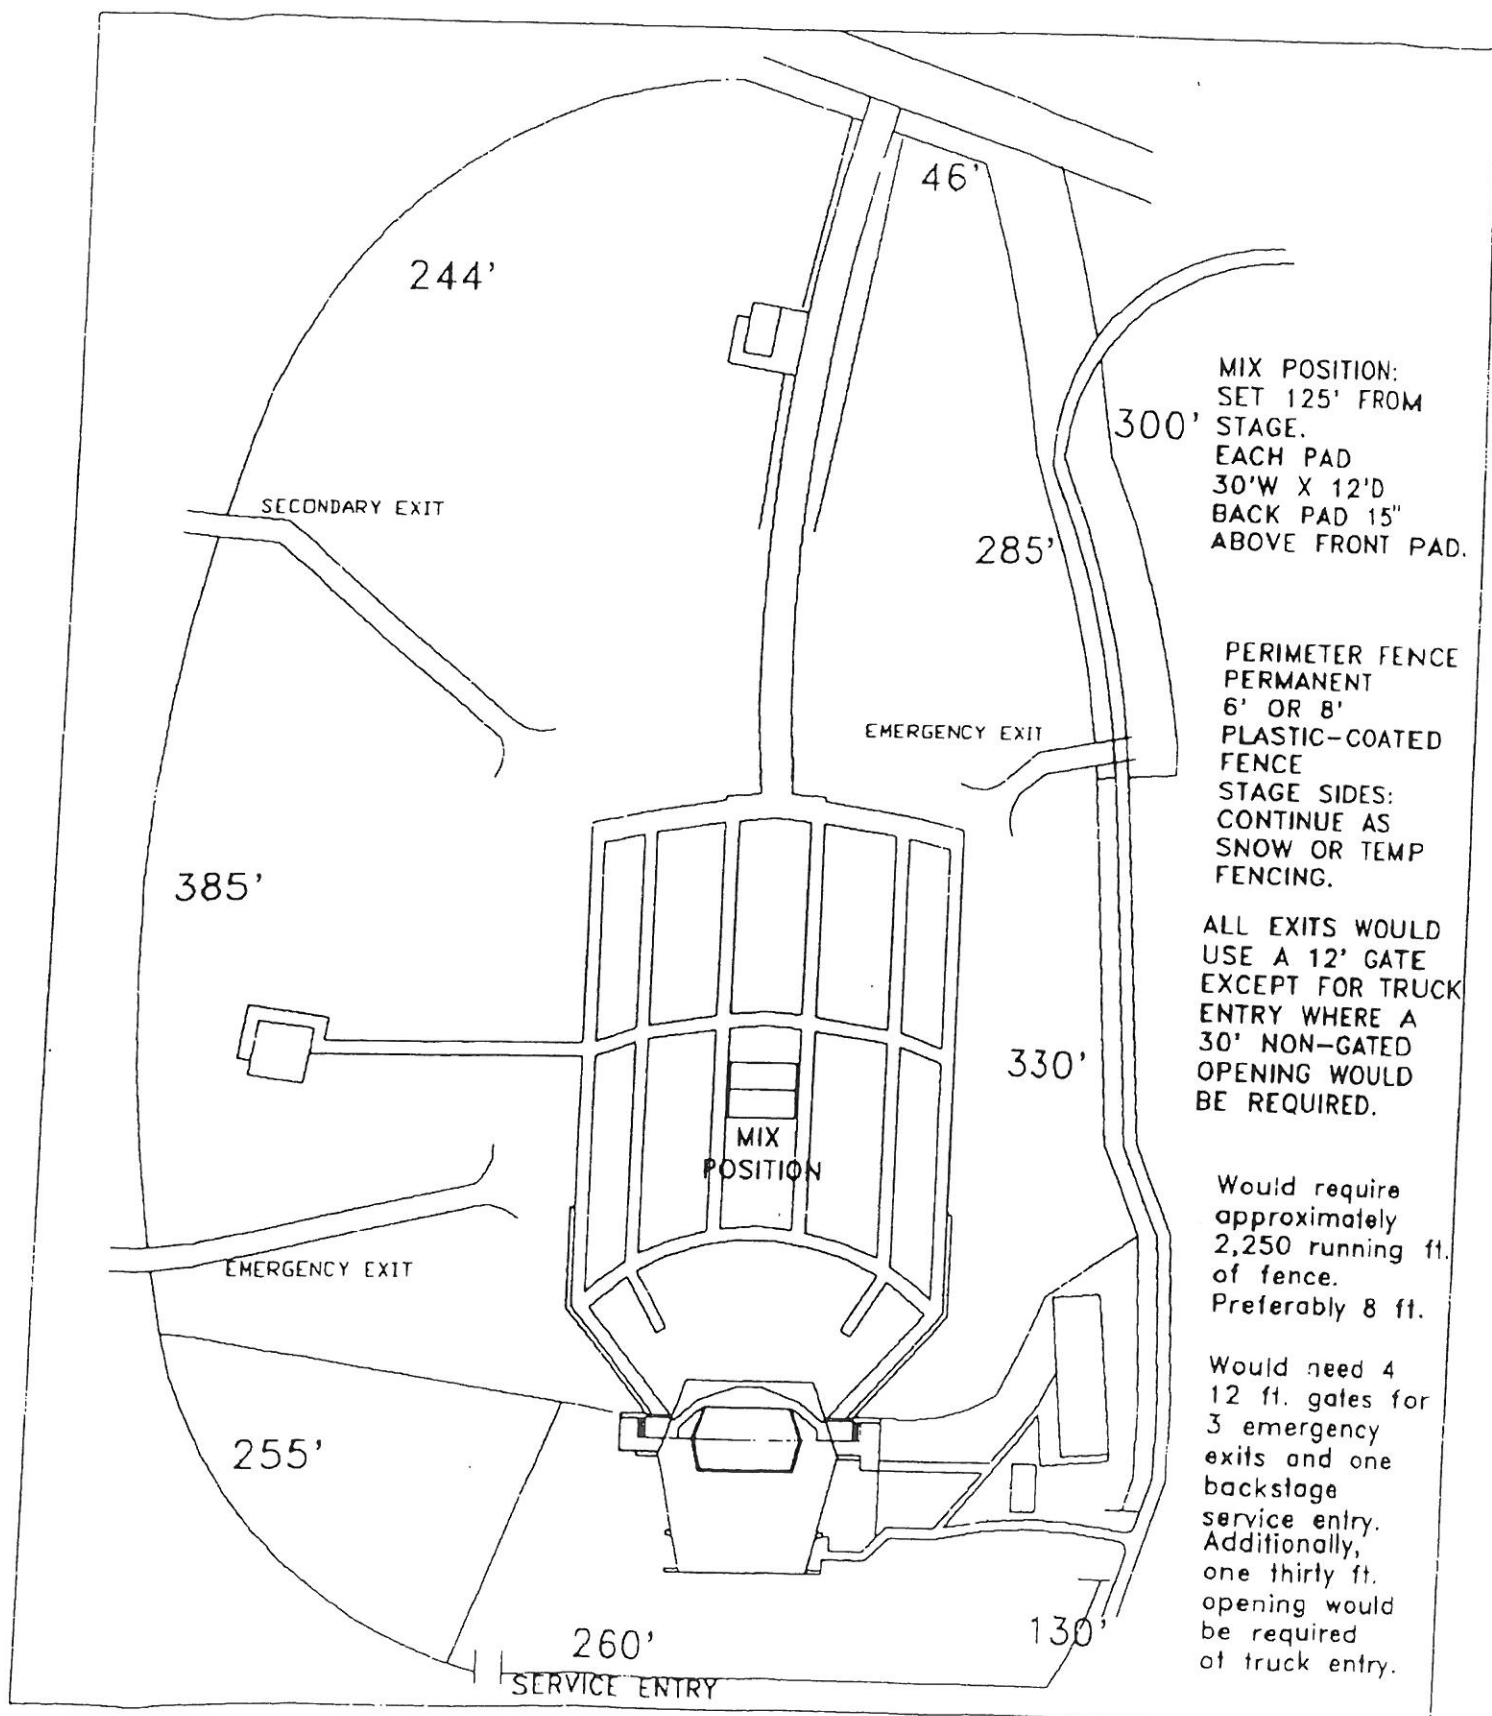 46'
244'
MIX POSITION:
SET 125' FROM
STAGE.
EACH PAD
30'W X 12'D
BACK PAD 15"
ABOVE FRONT PAD.
300'
SECONDARY EXIT
285'
PERIMETER FENCE
PERMANENT
6' OR 8'
PLASTIC-COATED
FENCE
STAGE SIDES:
CONTINUE AS
SNOW OR TEMP
FENCING.
EMERGENCY EXIT
385'
ALL EXITS WOULD
USE A 12' GATE
EXCEPT FOR TRUCK
ENTRY WHERE A
30' NON-GATED
OPENING WOULD
BE REQUIRED.
330'
MIX
POSITION
Would require
approximately
2,250 running ft.
of fence.
Preferably 8 ft.
EMERGENCY EXIT
Would need 4
12 ft. gates for
3 emergency
exits and one
backstage
service entry.
Additionally,
one thirty ft.
opening would
be required
at truck entry.
255'
260'
130'
SERVICE ENTRY